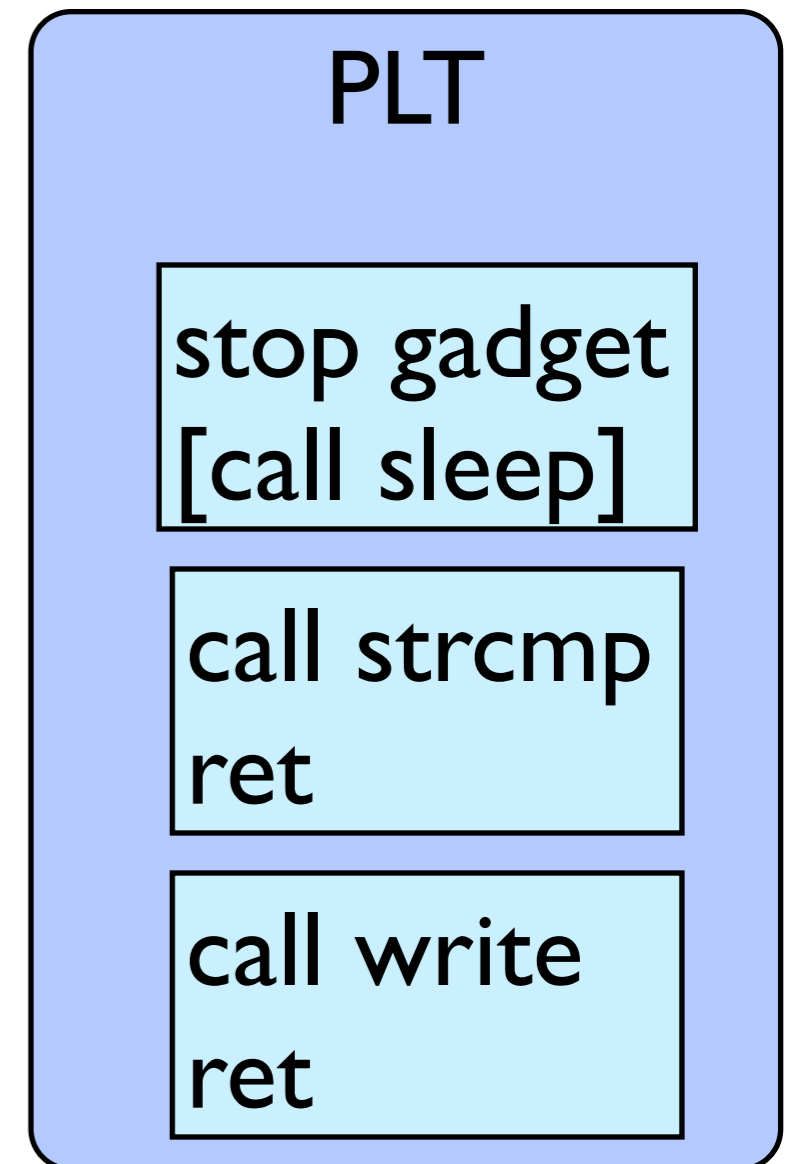 PLT
stop gadget
[call sleep]
call strcmp
ret
call write
ret